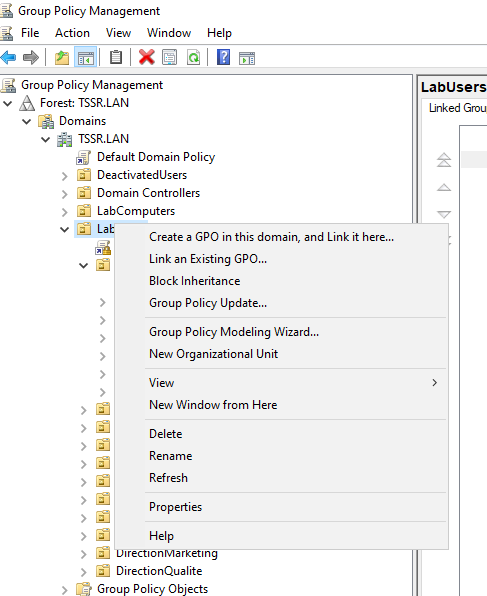 Group Policy Management
File Action View Window Help
Group Policy Management
Forest: TSSR.LAN
Domains
TSSR.LAN
Default Domain Policy
DeactivatedUsers
Domain Controllers
LabComputers
Lab
LabUsers
Linked Grou
Create a GPO in this domain, and Link it here...
Link an Existing GPO...
Block Inheritance
Group Policy Update...
Group Policy Modeling Wizard...
New Organizational Unit
View
New Window from Here
Delete
Rename
Refresh
Properties
Help
DirectionMarketing
DirectionQualite
Group Policy Objects